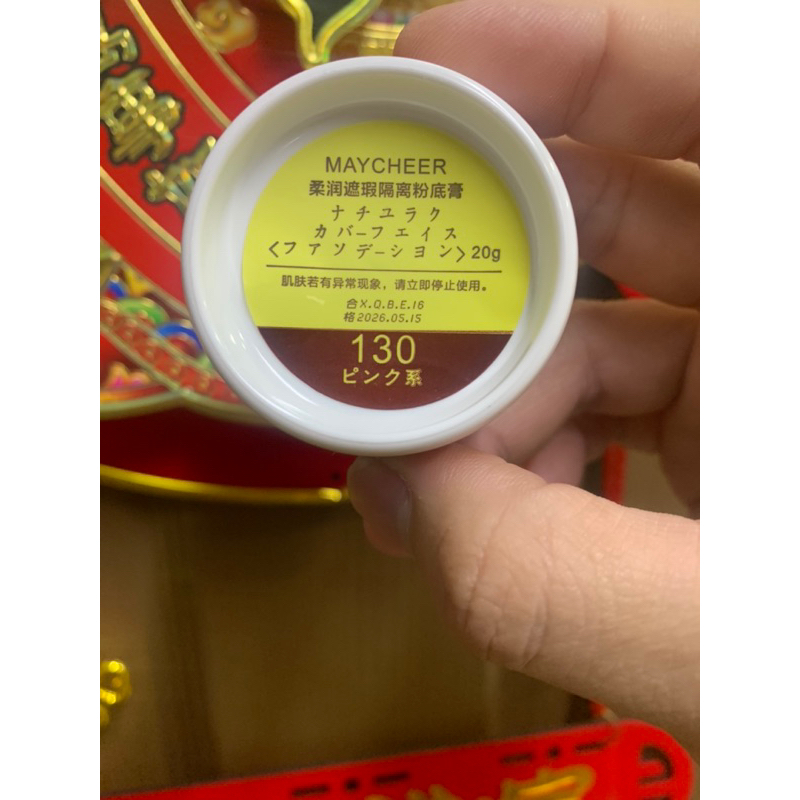 MAYCHEER
柔润遮瑕隔离粉底膏
ナチユラク
カバーフエイス
<フアソデーション>20g
肌肤若有异常现象，请立即停止使用。
合X.Q.B.E.16
格2026.05.15
130
ピンク系